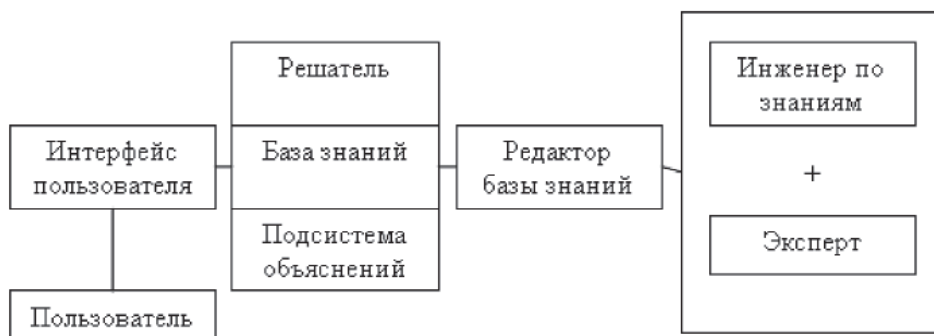 Решатель
Инженер по
знаниям
Интерфейс
пользователя
База знаний
Редактор
базы знаний
+
Подсистема
объяснений
Эксперт
Пользователь